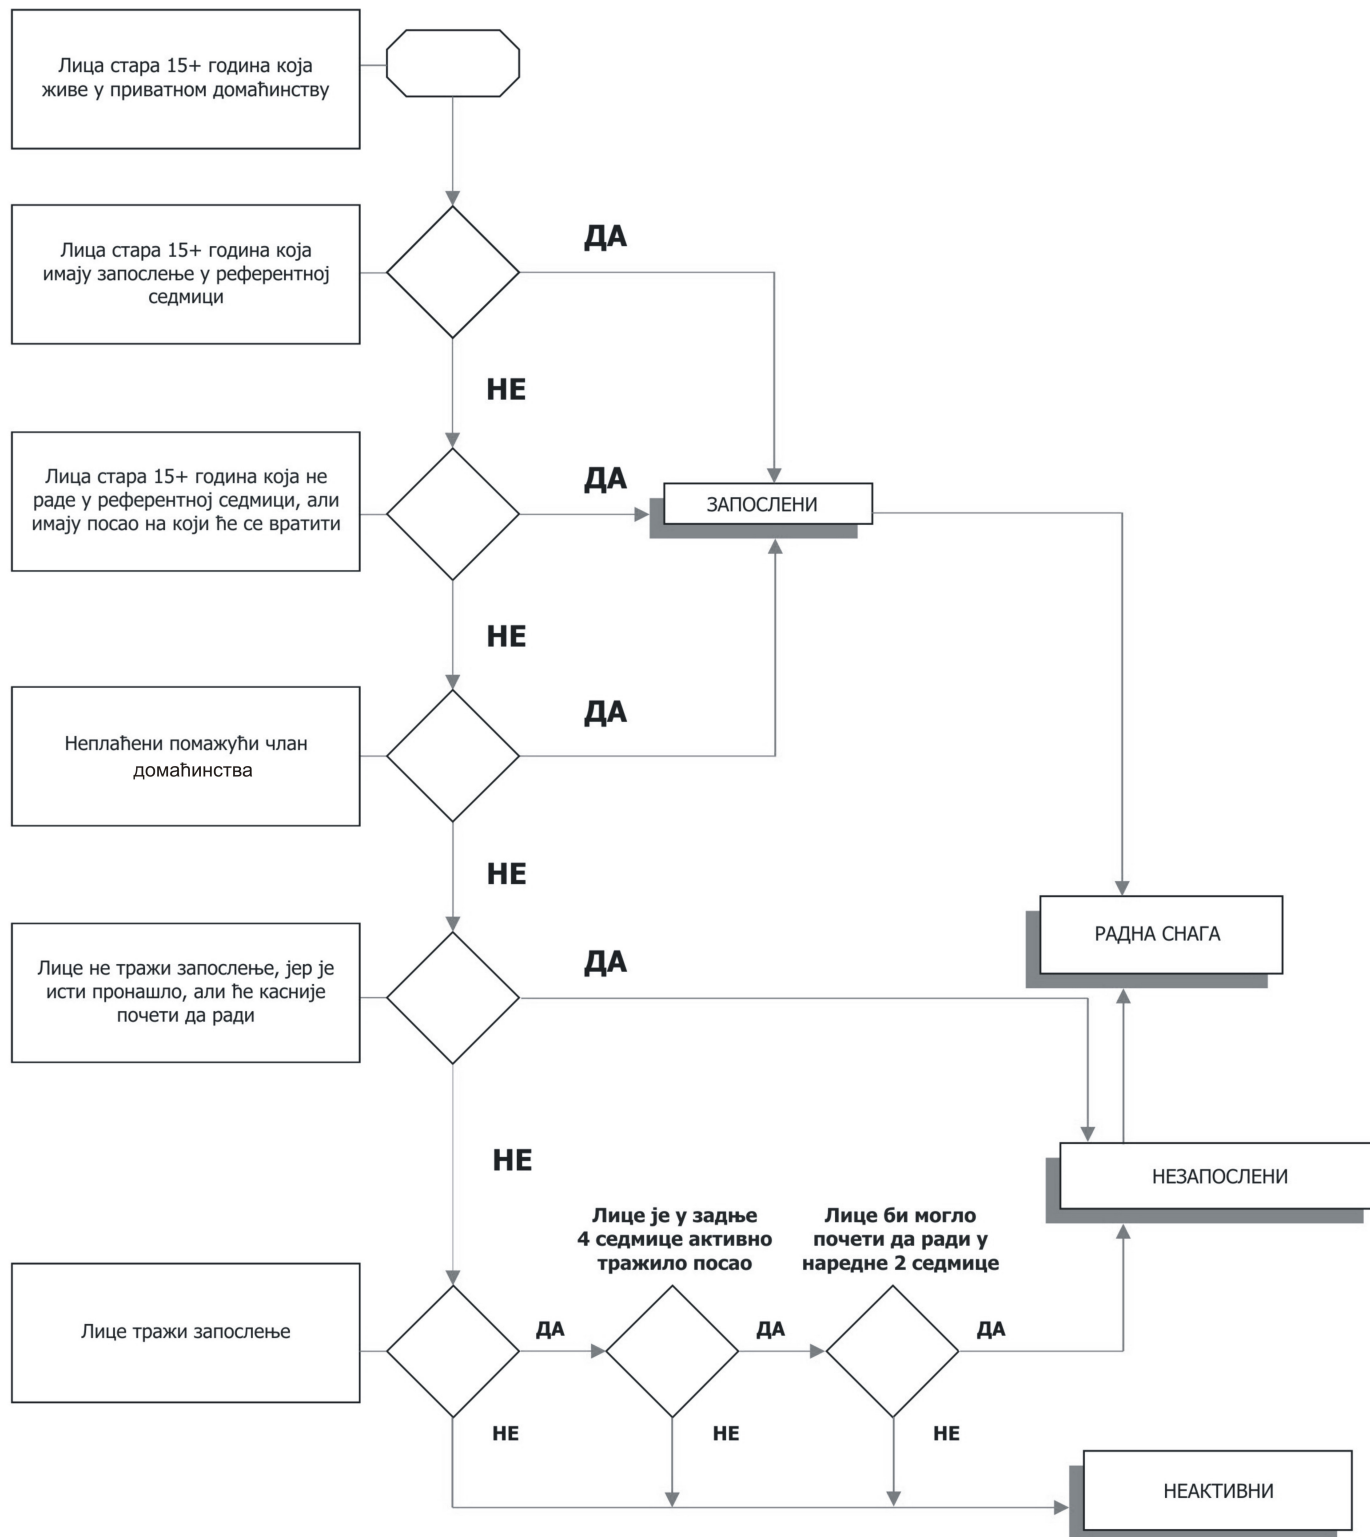 Лица стара 15+ година која
живе у приватном домаћинству
Лица стара 15+ година која
имају запослење у референтној
седмици
ДА
НЕ
Лица стара 15+ година која не
раде у референтној седмици, али
имају посао на који ће се вратити
ДА
ЗАПОСЛЕНИ
НЕ
Неплаћени помажући члан
домаћинства
ДА
НЕ
РАДНА СНАГА
Лице не тражи запослење, јер је
исти пронашло, али ће касније
почети да ради
ДА
НЕ
НЕЗАПОСЛЕНИ
Лице је у задње
4 седмице активно
тражило посао
Лице би могло
почети да ради у
наредне 2 седмице
Лице тражи запослење
ДА
ДА
ДА
НЕ
НЕ
НЕ
НЕАКТИВНИ